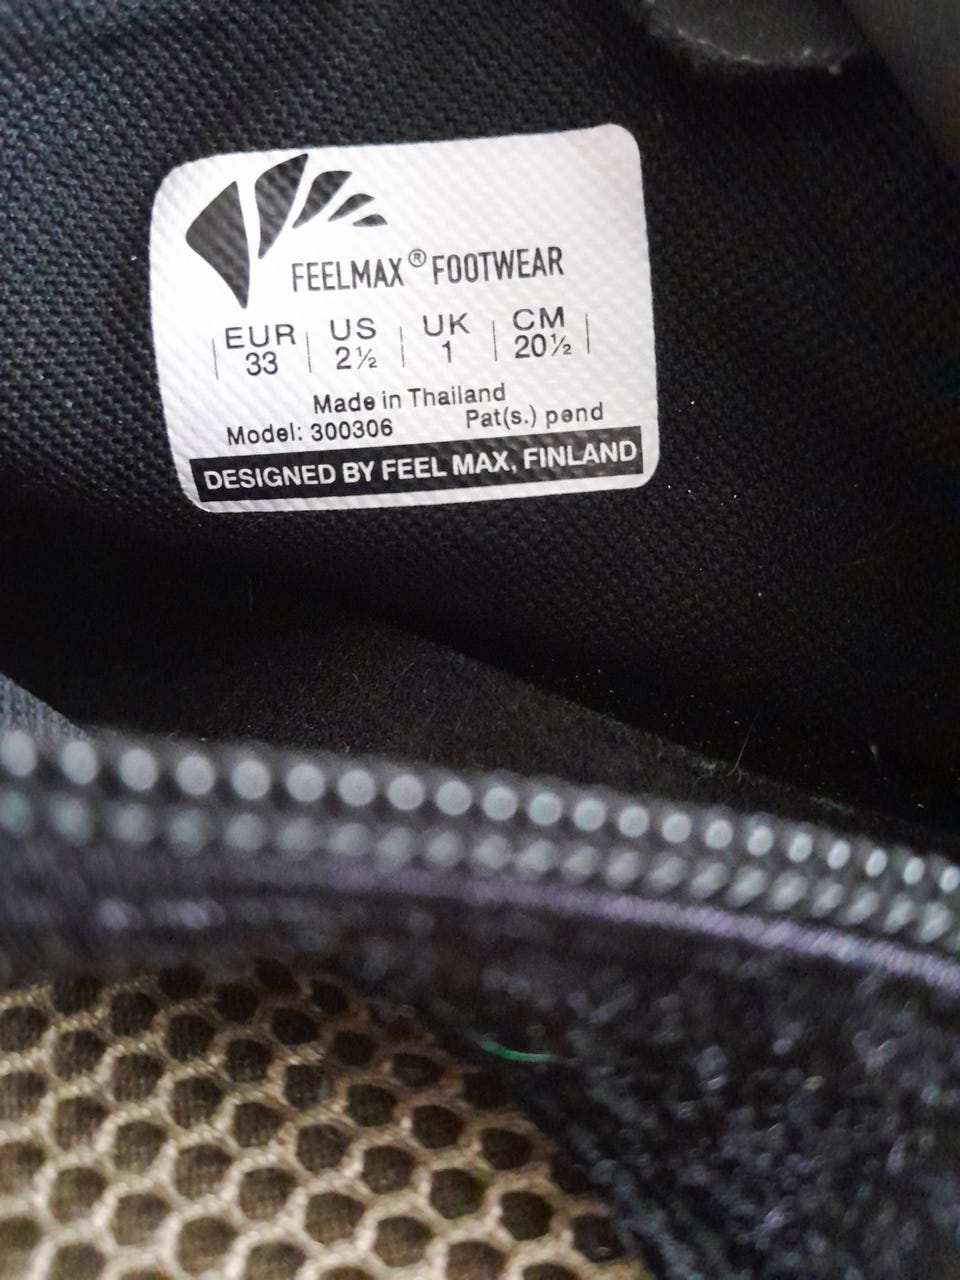 FEELMAX® FOOTWEAR
EUR | US | UK | CM
33 | 2½ | 1 | 20½
Made in Thailand
Model: 300306 Pat(s.) pend
DESIGNED BY FEEL MAX, FINLAND